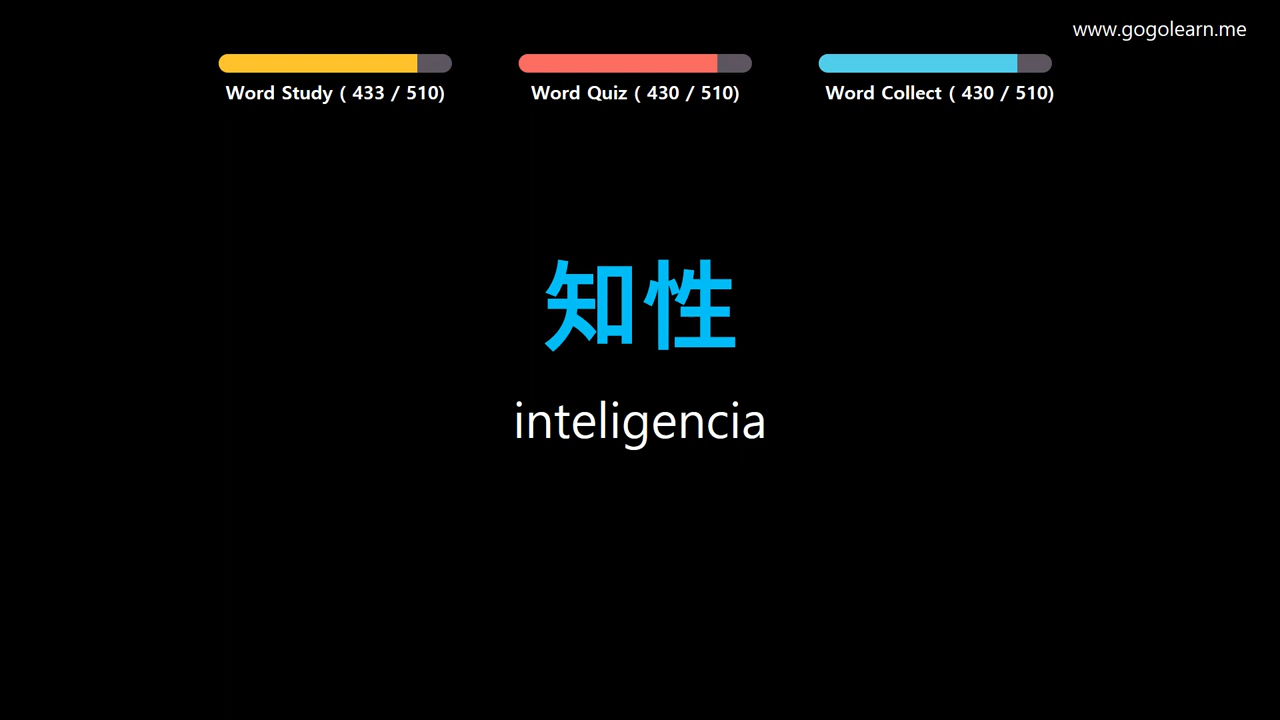 www.gogolearn.me
Word Study ( 433 / 510)
Word Quiz ( 430 / 510)
Word Collect ( 430 / 510)
知性
inteligencia